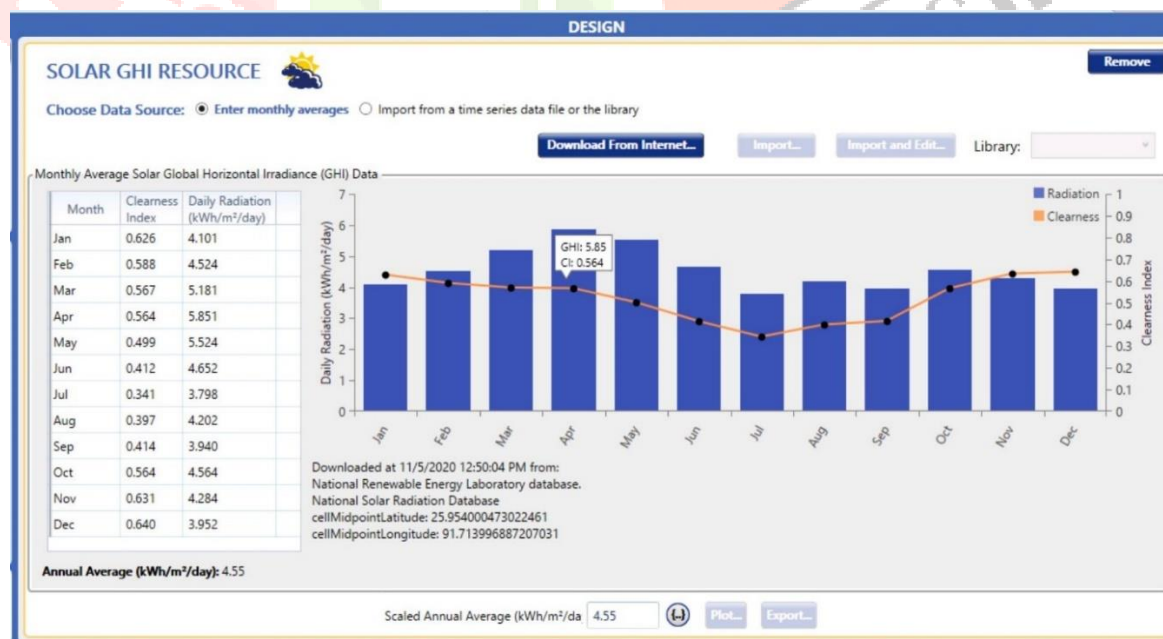 DESIGN
SOLAR GHI RESOURCE
Remove
Choose Data Source: Enter monthly averages Import from a time series data file or the library
Download From Internet... Import... Import and Edit... Library:
Monthly Average Solar Global Horizontal Irradiance (GHI) Data
Month Clearness Index Daily Radiation (kWh/m²/day)
Jan 0.626 4.101
Feb 0.588 4.524
Mar 0.567 5.181
Apr 0.564 5.851
May 0.499 5.524
Jun 0.412 4.652
Jul 0.341 3.798
Aug 0.397 4.202
Sep 0.414 3.940
Oct 0.564 4.564
Nov 0.631 4.284
Dec 0.640 3.952
Daily Radiation (kWh/m²/day)
7
6
5
4
3
2
1
0
GHI: 5.85
CI: 0.564
Radiation
Clearness
1
0.9
0.8
0.7
0.6
0.5
0.4
0.3
0.2
0.1
0
Clearness Index
Jan Feb Mar Apr May Jun Jul Aug Sep Oct Nov Dec
Downloaded at 11/5/2020 12:50:04 PM from:
National Renewable Energy Laboratory database.
National Solar Radiation Database
cellMidpointLatitude: 25.954000473022461
cellMidpointLongitude: 91.713996887207031
Annual Average (kWh/m²/day): 4.55
Scaled Annual Average (kWh/m²/da 4.55 {..} Plot... Export...